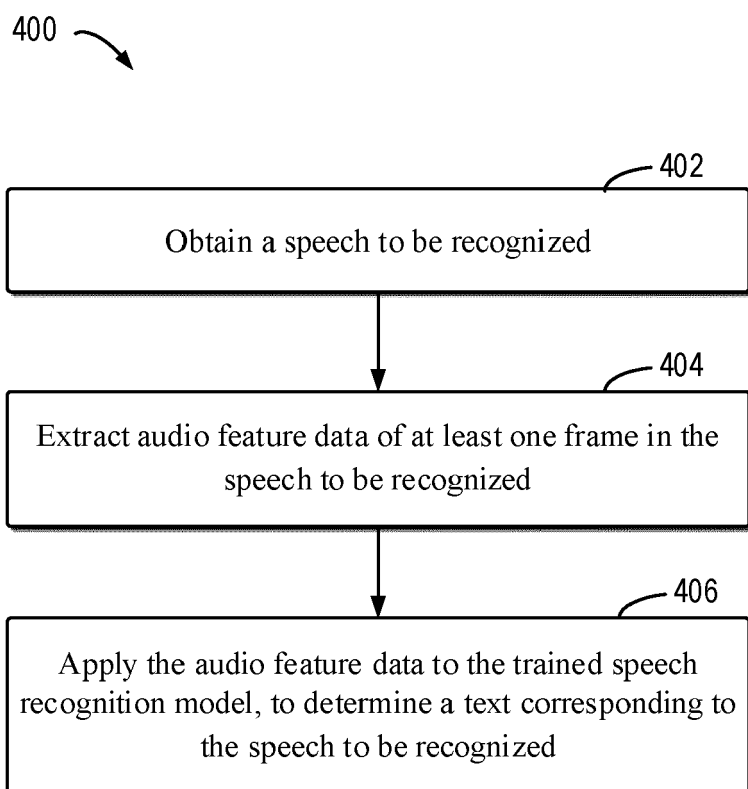 400
402
Obtain a speech to be recognized
404
Extract audio feature data of at least one frame in the
speech to be recognized
406
Apply the audio feature data to the trained speech
recognition model, to determine a text corresponding to
the speech to be recognized